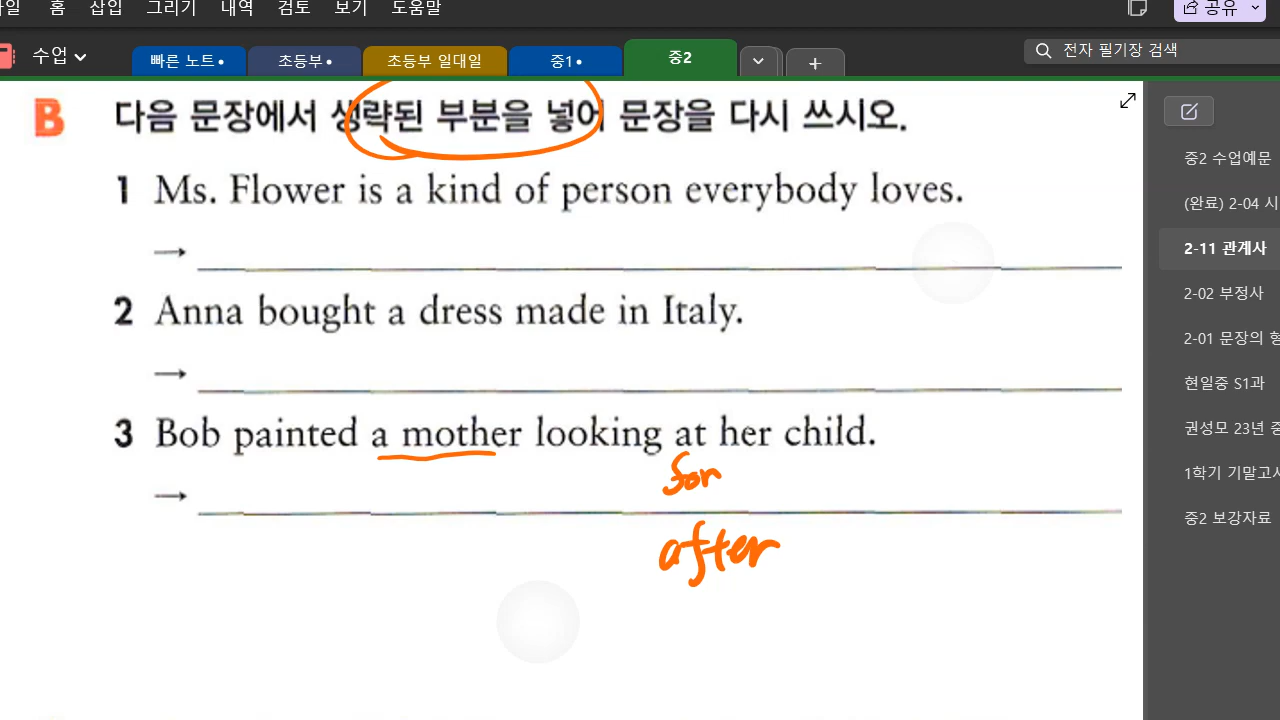 홈 삽입 그리기 내역 검토 보기 도움말 공유
수업 빠른 노트 초등부 초등부 일대일 중1 중2 전자 필기장 검색
B 다음 문장에서 생략된 부분을 넣어 문장을 다시 쓰시오.
1 Ms. Flower is a kind of person everybody loves.
→
2 Anna bought a dress made in Italy.
→
3 Bob painted a mother looking at her child.
for
→
after
중2 수업예문
(완료) 2-04 시
2-11 관계사
2-02 부정사
2-01 문장의 형
현일중 S1과
권성모 23년 중
1학기 기말고사
중2 보강자료